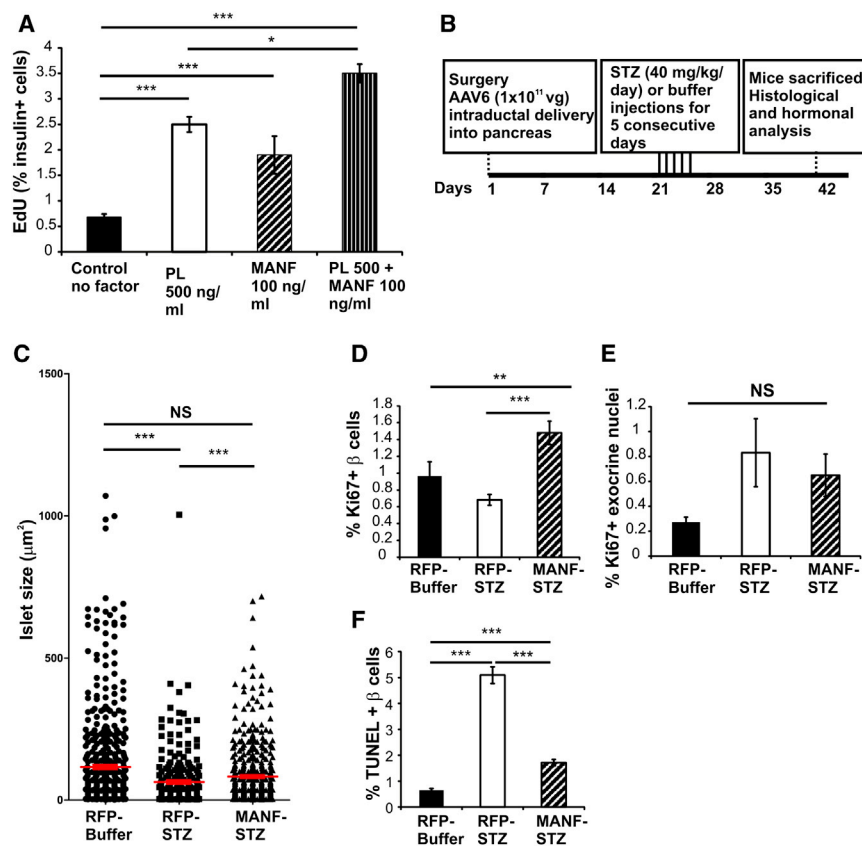 A
EdU (% insulin+ cells)
4
3.5
3
2.5
2
1.5
1
0.5
0
***
*
***
***
Control
no factor
PL
500 ng/
ml
MANF
100 ng/
ml
PL 500 +
MANF 100
ng/ml
B
Surgery
AAV6 (1x10¹¹ vg)
intraductal delivery
into pancreas
STZ (40 mg/kg/
day) or buffer
injections for
5 consecutive
days
Mice sacrificed
Histological
and hormonal
analysis
Days 1 7 14 21 28 35 42
C
Islet size (μm²)
1500
1000
500
0
NS
***
***
RFP-
Buffer
RFP-
STZ
MANF-
STZ
D
% Ki67+ β cells
1.8
1.6
1.4
1.2
1
0.8
0.6
0.4
0.2
0
**
***
RFP-
Buffer
RFP-
STZ
MANF-
STZ
E
% Ki67+ exocrine nuclei
1.2
1
0.8
0.6
0.4
0.2
0
NS
RFP-
Buffer
RFP-
STZ
MANF-
STZ
F
% TUNEL + β cells
6
5
4
3
2
1
0
***
***
***
RFP-
Buffer
RFP-
STZ
MANF-
STZ